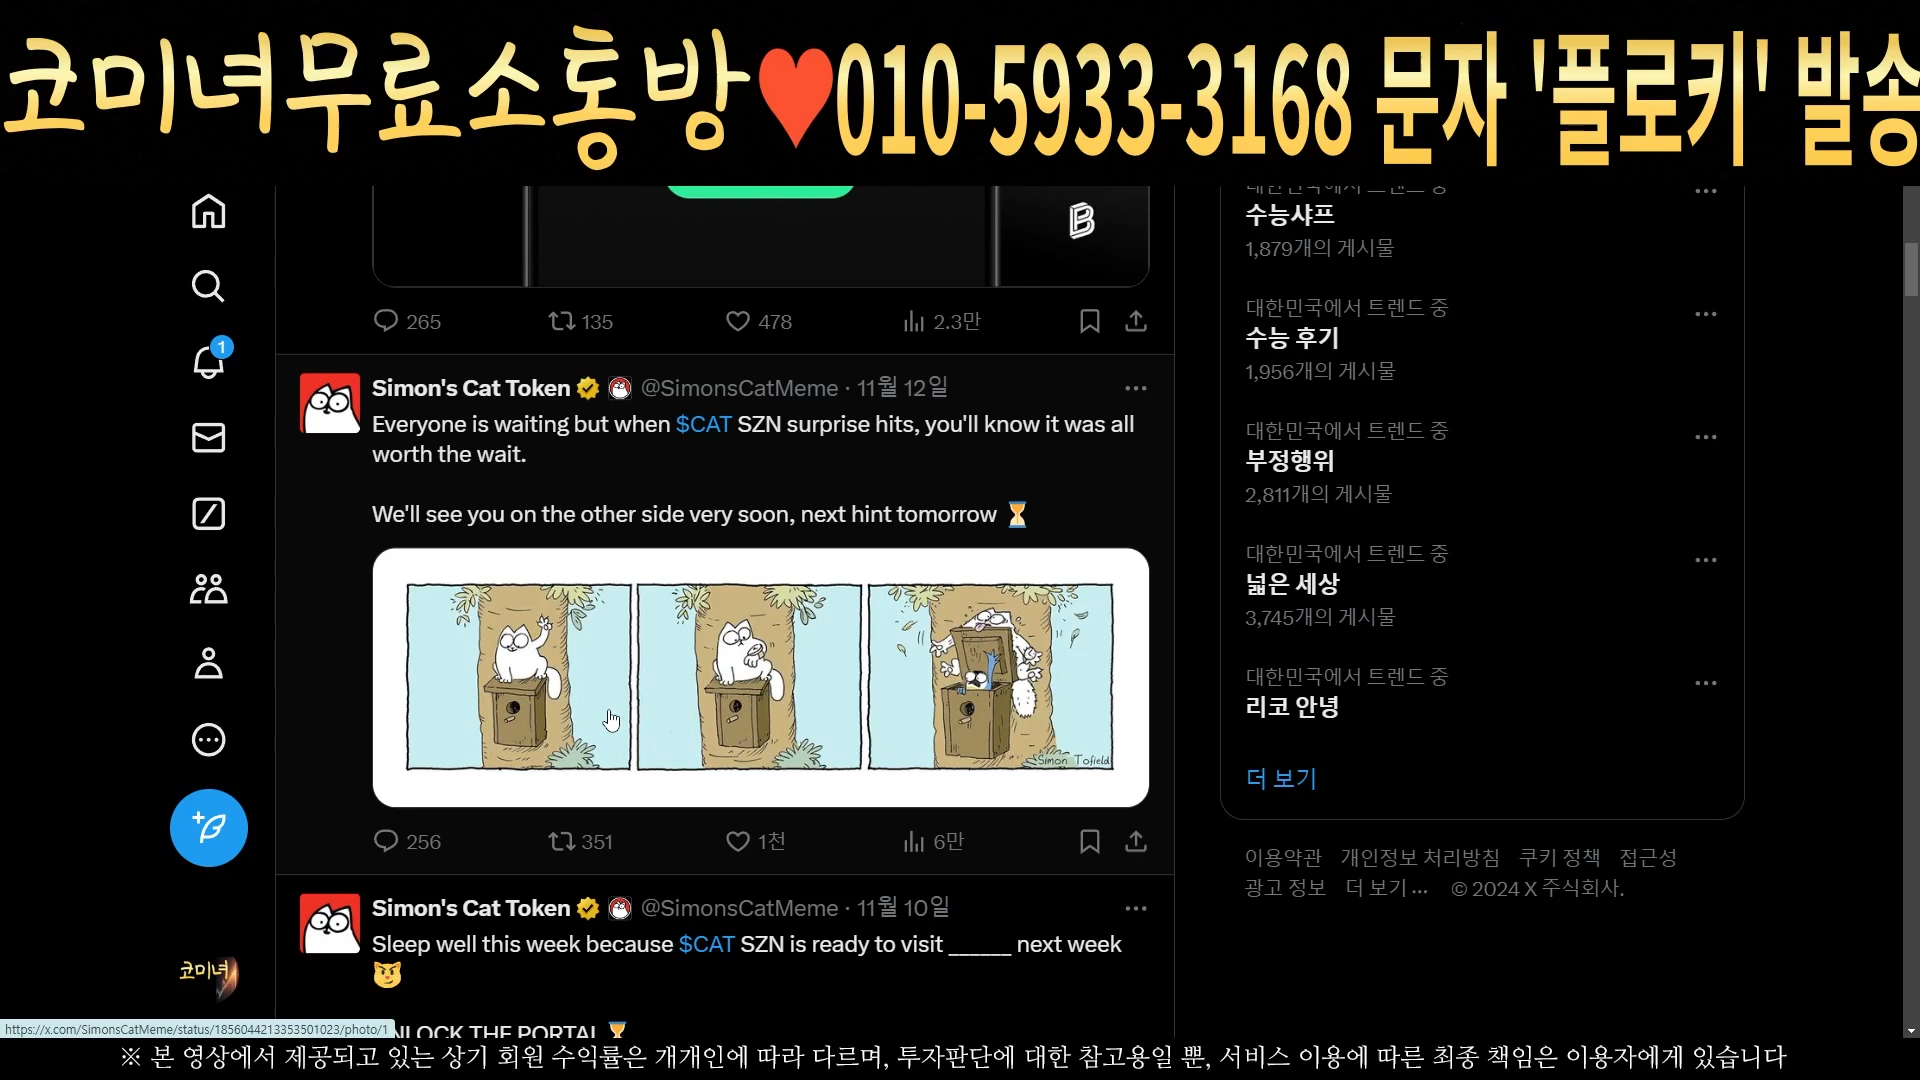 코미녀무료소통방♥010-5933-3168 문자 '플로키' 발송
대한민국에서 트렌드 중
수능샤프
1,879개의 게시물
대한민국에서 트렌드 중
수능 후기
1,956개의 게시물
대한민국에서 트렌드 중
부정행위
2,811개의 게시물
대한민국에서 트렌드 중
넓은 세상
3,745개의 게시물
대한민국에서 트렌드 중
리코 안녕
더 보기
이용약관 개인정보 처리방침 쿠키 정책 접근성
광고 정보 더 보기 ··· © 2024 X 주식회사.
1
B
265 135 478 2.3만
Simon's Cat Token @SimonsCatMeme · 11월 12일
Everyone is waiting but when $CAT SZN surprise hits, you'll know it was all
worth the wait.
We'll see you on the other side very soon, next hint tomorrow ⏳
Simon Tofield
256 351 1천 6만
Simon's Cat Token @SimonsCatMeme · 11월 10일
Sleep well this week because $CAT SZN is ready to visit ______ next week
😼
NLOCK THE PORTAL ⏳
코미녀
https://x.com/SimonsCatMeme/status/1856044213353501023/photo/1
※ 본 영상에서 제공되고 있는 상기 회원 수익률은 개개인에 따라 다르며, 투자판단에 대한 참고용일 뿐, 서비스 이용에 따른 최종 책임은 이용자에게 있습니다